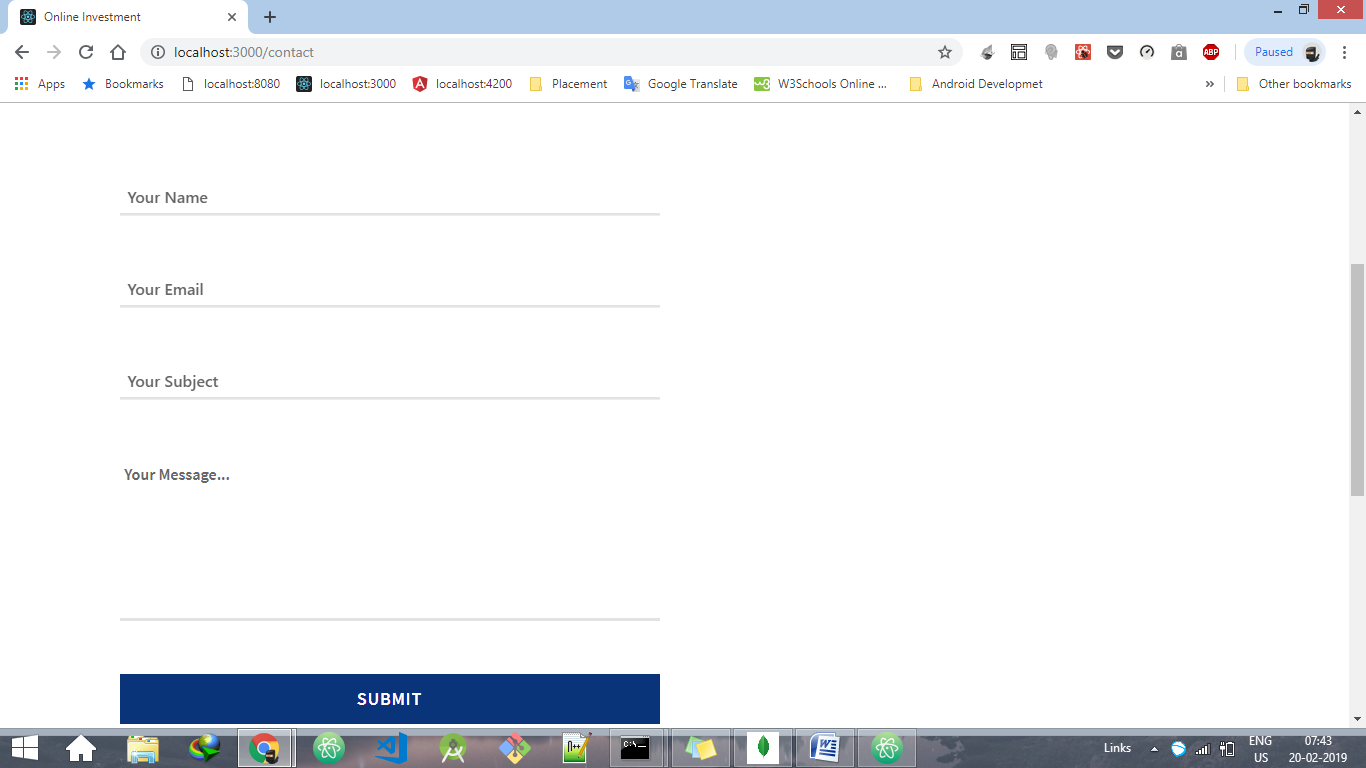 Online Investment
localhost:3000/contact
Paused
ABP
Apps
Bookmarks
localhost:8080
localhost:3000
localhost:4200
Placement
Google Translate
W3Schools Online ...
Android Developmet
»
Other bookmarks
Your Name
Your Email
Your Subject
Your Message...
SUBMIT
Links
ENG
US
07:43
20-02-2019